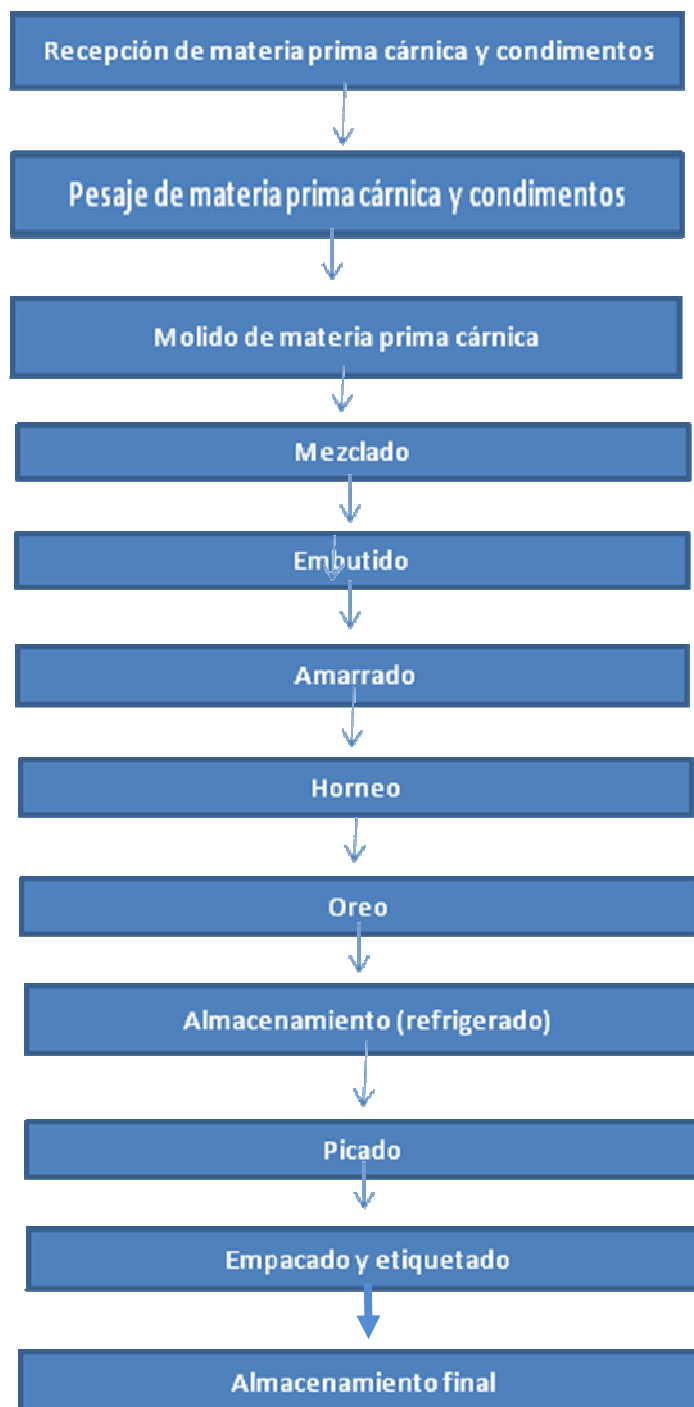 Recepción de materia prima cárnica y condimentos
Pesaje de materia prima cárnica y condimentos
Molido de materia prima cárnica
Mezclado
Embutido
Amarrado
Horneo
Oreo
Almacenamiento (refrigerado)
Picado
Empacado y etiquetado
Almacenamiento final